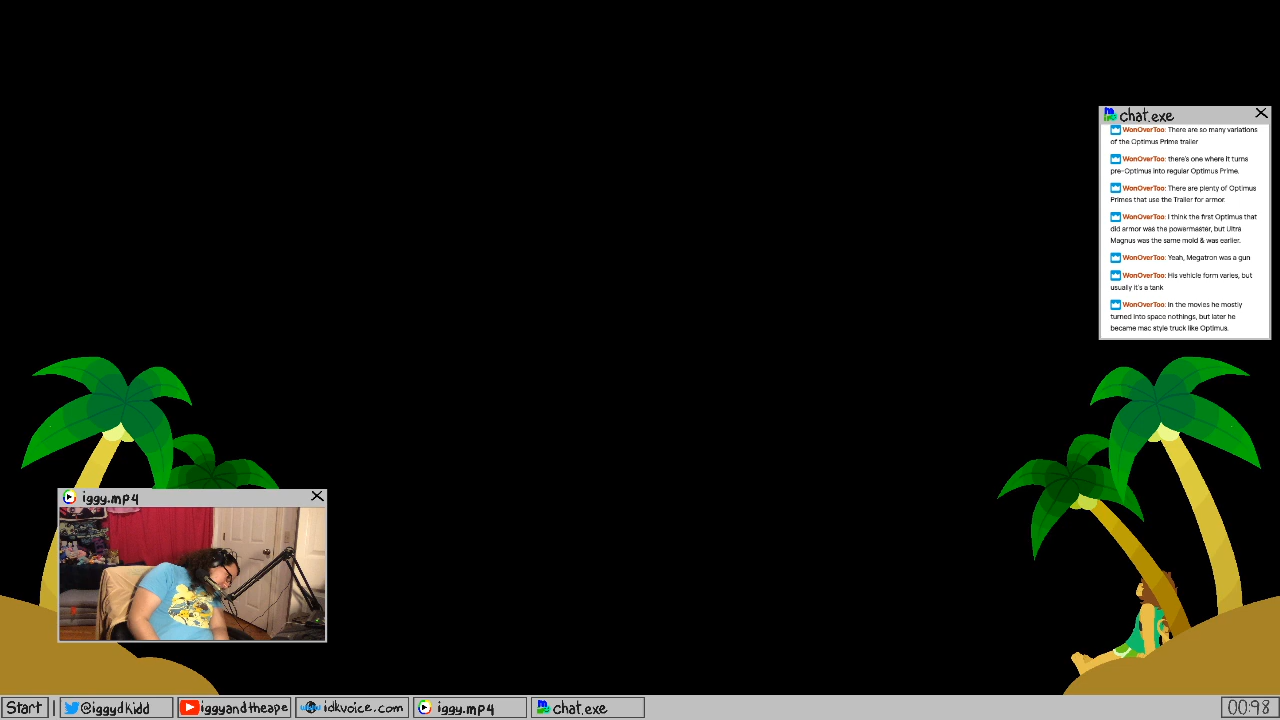 chat.exe
WonOverToo: There are so many variations
of the Optimus Prime trailer
WonOverToo: there's one where it turns
pre-Optimus into regular Optimus Prime.
WonOverToo: There are plenty of Optimus
Primes that use the Trailer for armor.
WonOverToo: I think the first Optimus that
did armor was the powermaster, but Ultra
Magnus was the same mold & was earlier.
WonOverToo: Yeah, Megatron was a gun
WonOverToo: His vehicle form varies, but
usually it's a tank
WonOverToo: In the movies he mostly
turned into space nothings, but later he
became mac style truck like Optimus.
iggy.mp4
Start | @iggydkidd iggyandtheape idkvoice.com iggy.mp4 chat.exe 00:98